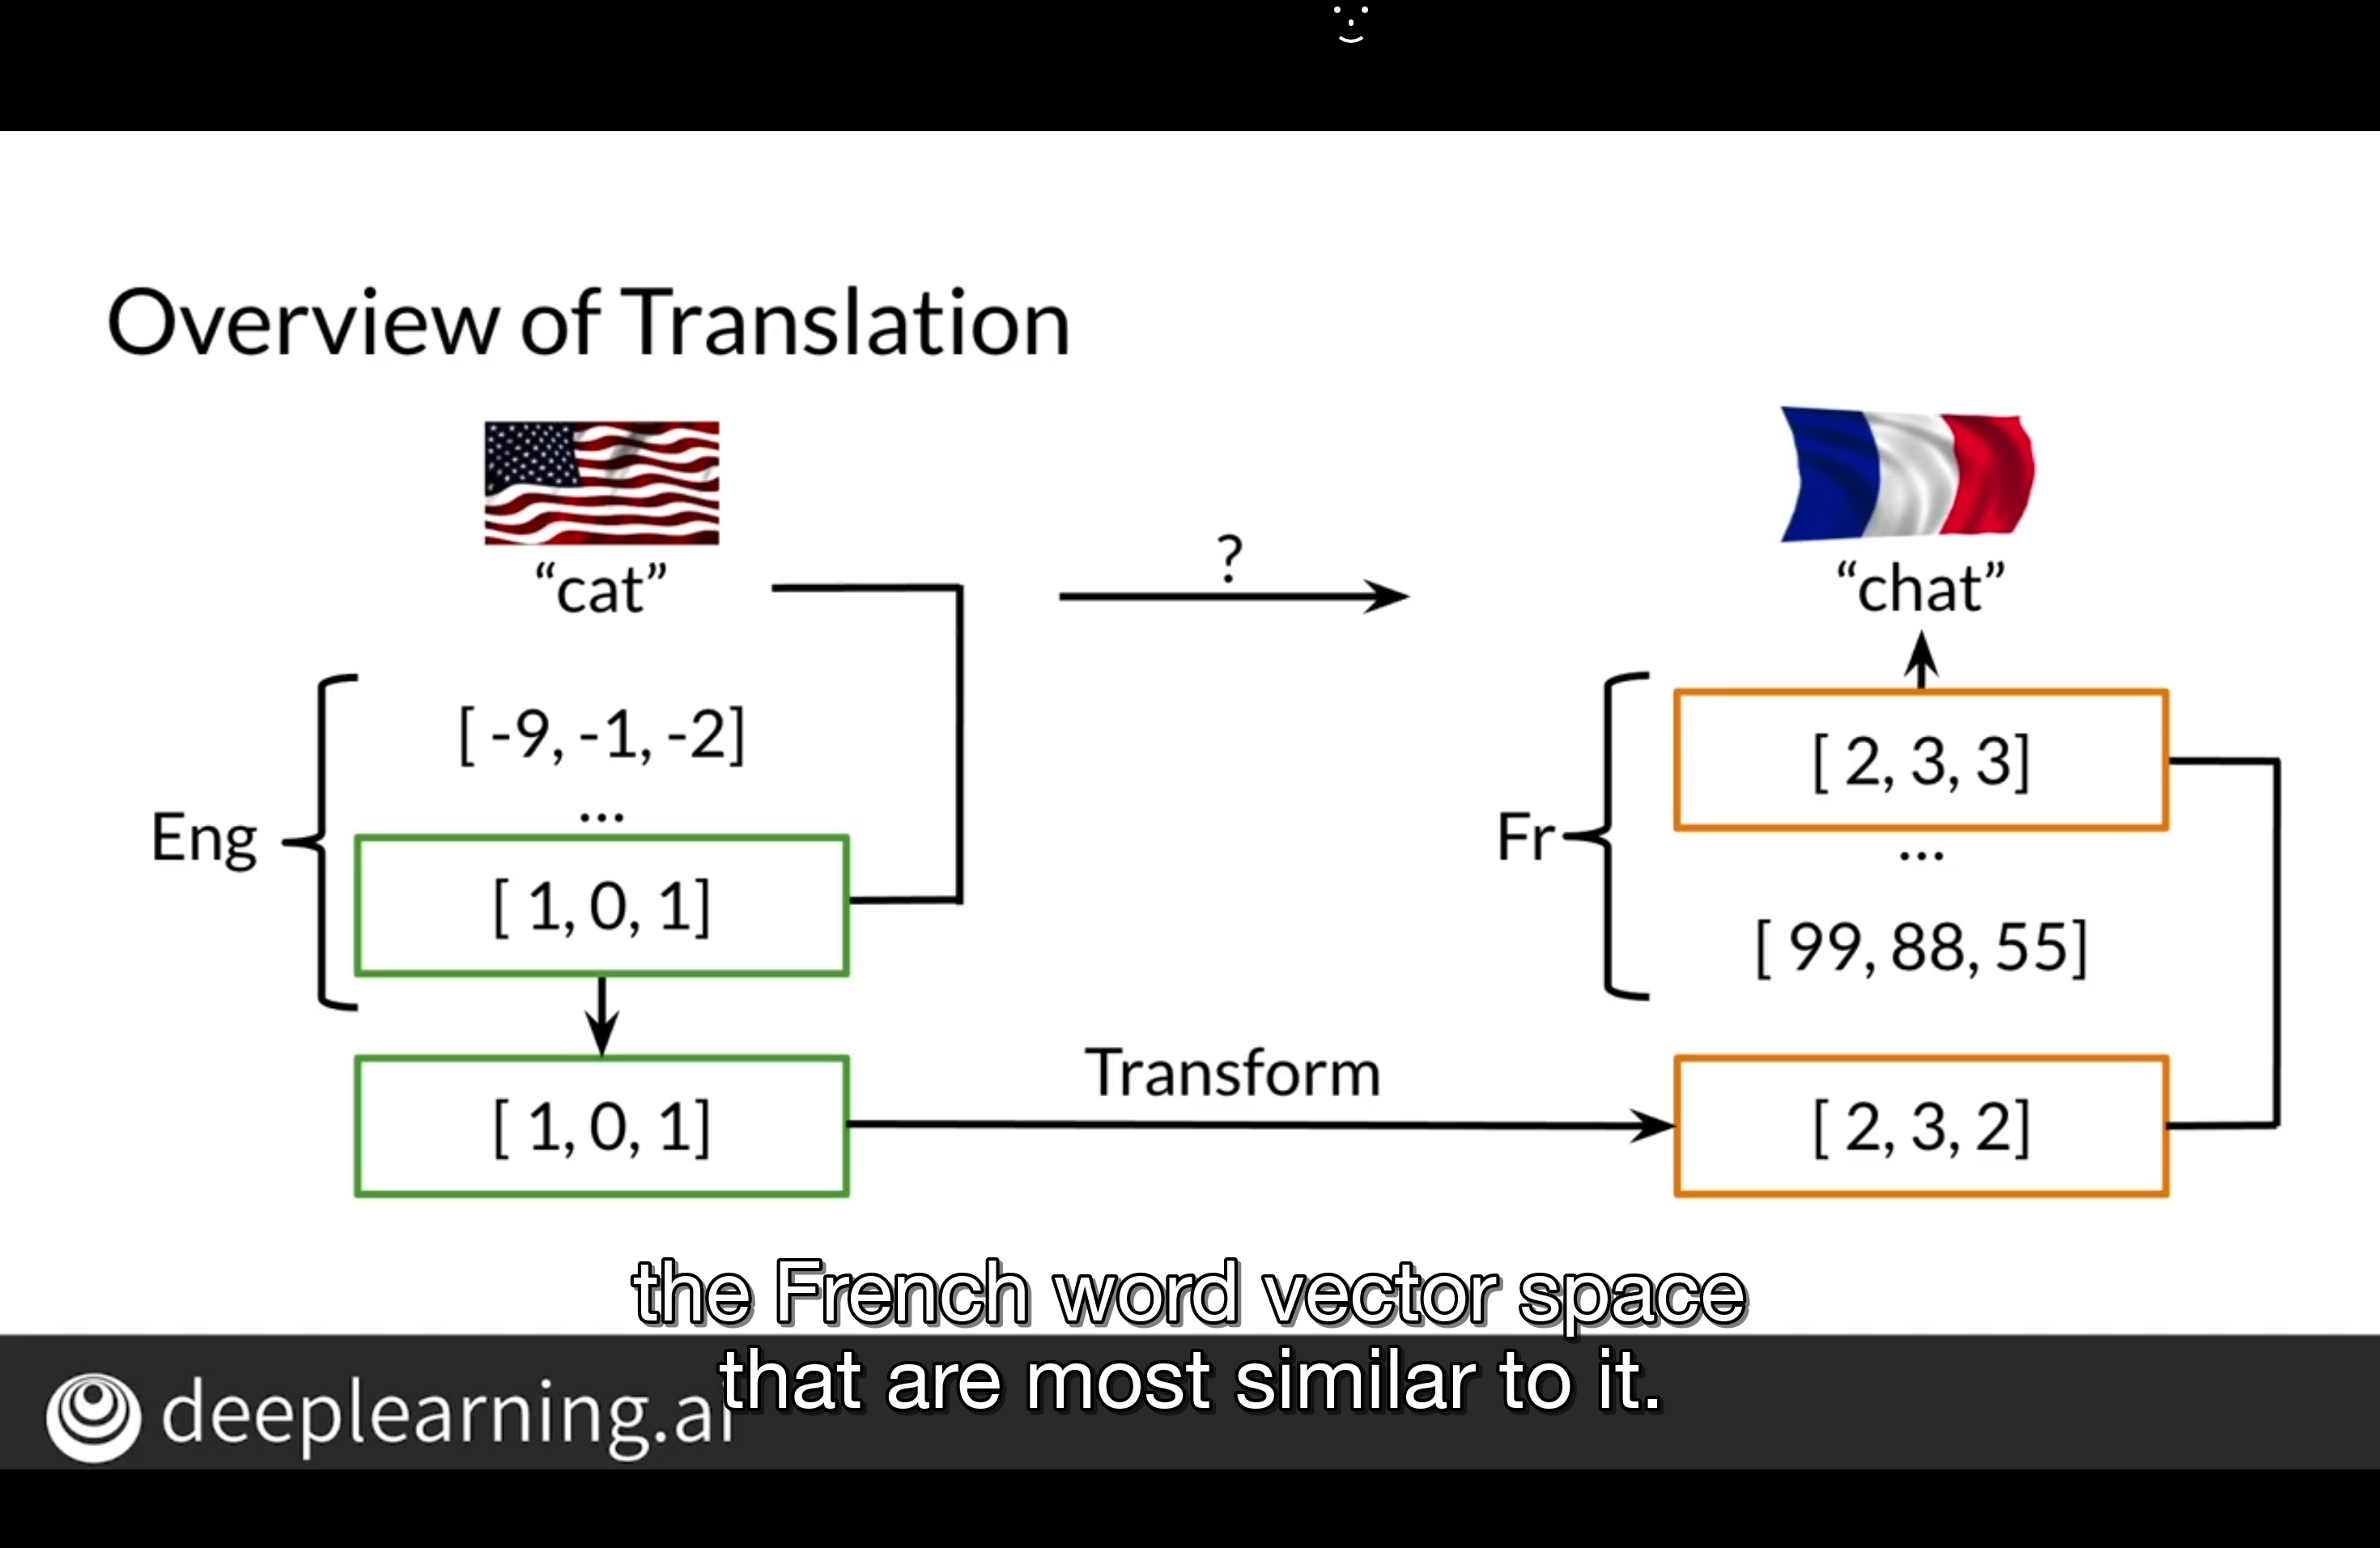 Overview of Translation
“cat”
?
“chat”
[ -9, -1, -2]
...
Eng
[ 1, 0, 1]
[ 1, 0, 1]
Transform
[ 2, 3, 3]
...
Fr
[ 99, 88, 55]
[ 2, 3, 2]
the French word vector space
that are most similar to it.
deeplearning.ai